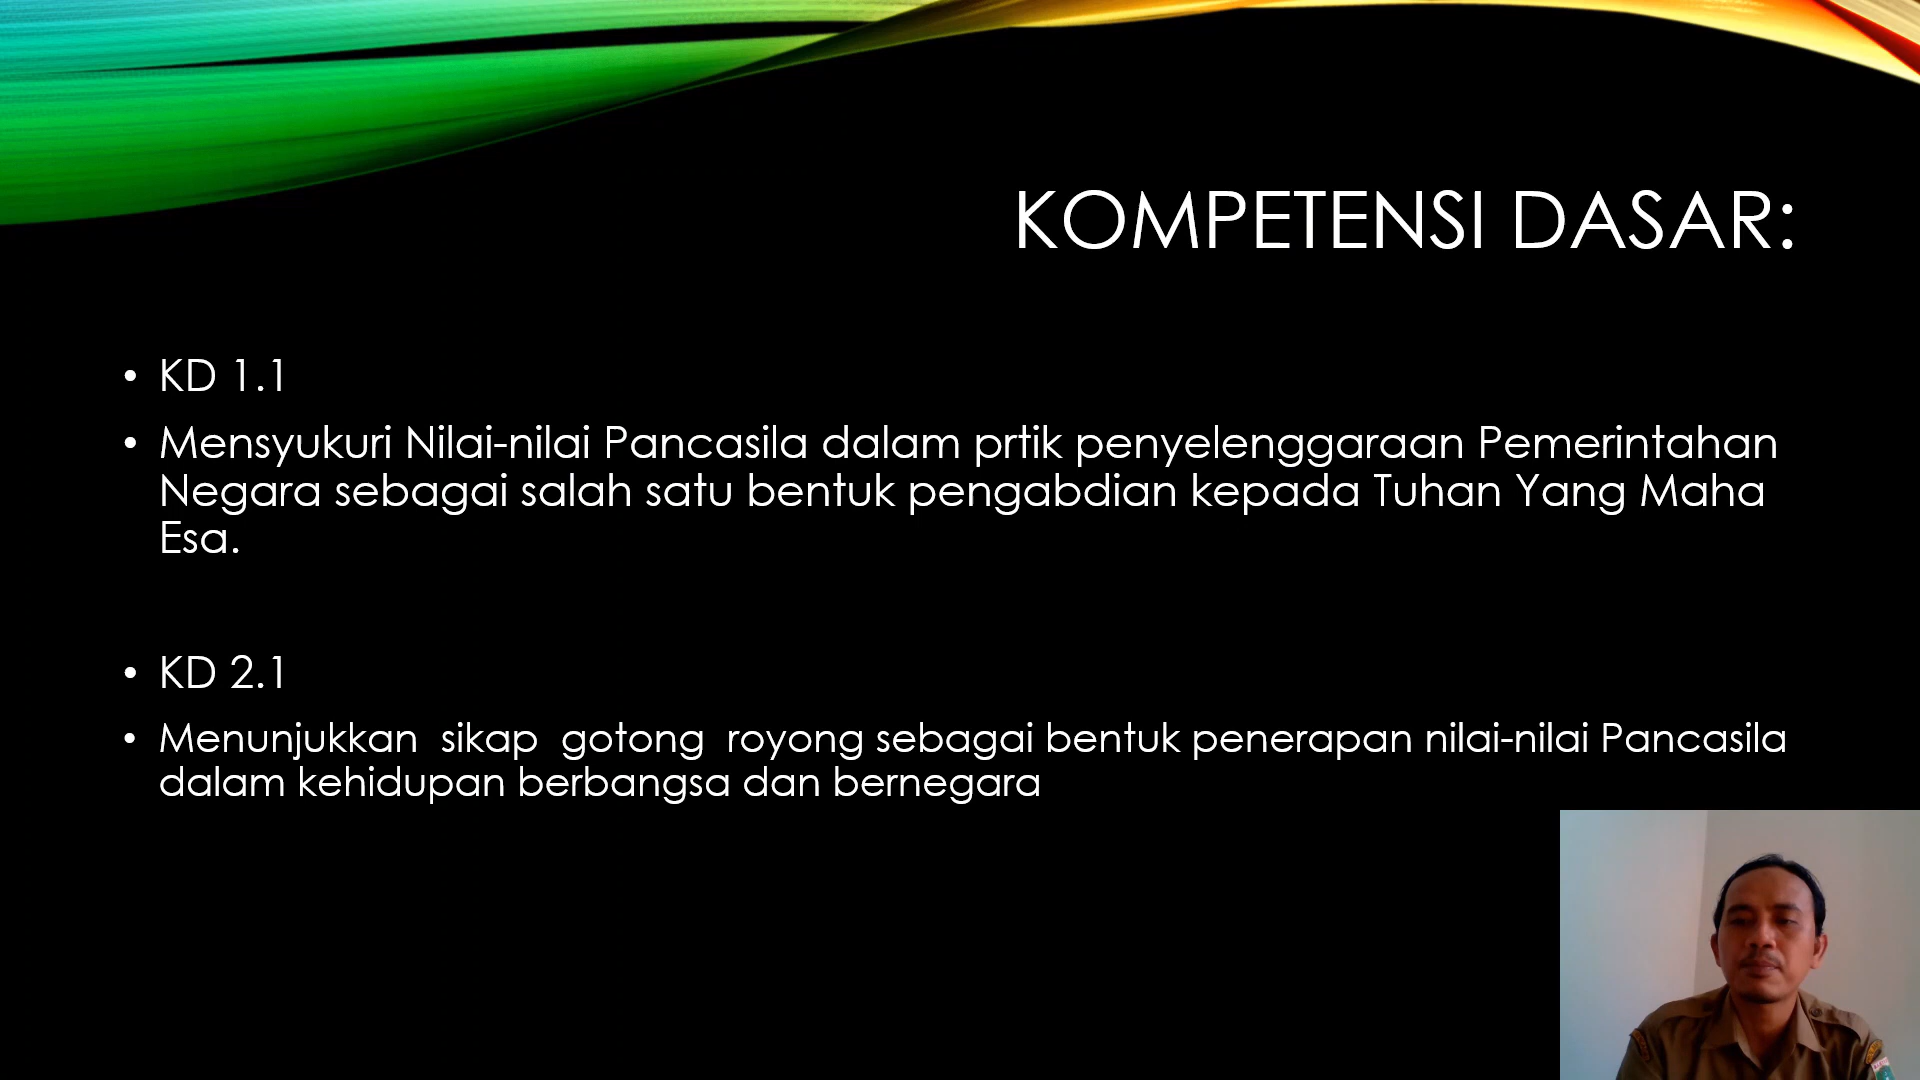 KOMPETENSI DASAR:
• KD 1.1
• Mensyukuri Nilai-nilai Pancasila dalam prtik penyelenggaraan Pemerintahan
Negara sebagai salah satu bentuk pengabdian kepada Tuhan Yang Maha
Esa.
• KD 2.1
• Menunjukkan sikap gotong royong sebagai bentuk penerapan nilai-nilai Pancasila
dalam kehidupan berbangsa dan bernegara